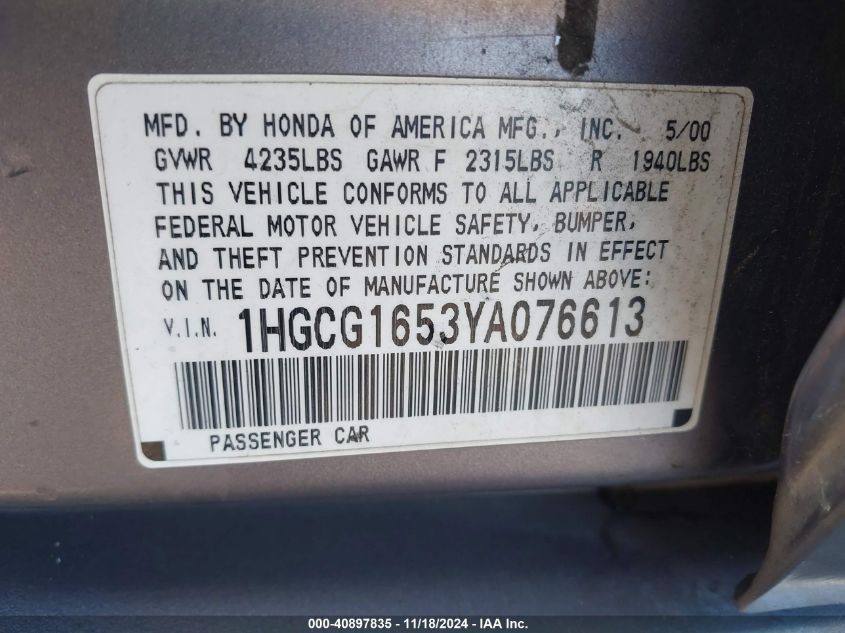 MFD. BY HONDA OF AMERICA MFG., INC. 5/00
GVWR 4235LBS GAWR F 2315LBS R 1940LBS
THIS VEHICLE CONFORMS TO ALL APPLICABLE
FEDERAL MOTOR VEHICLE SAFETY, BUMPER,
AND THEFT PREVENTION STANDARDS IN EFFECT
ON THE DATE OF MANUFACTURE SHOWN ABOVE:
V.I.N. 1HGCG1653YA076613
PASSENGER CAR
000-40897835 - 11/18/2024 - IAA Inc.